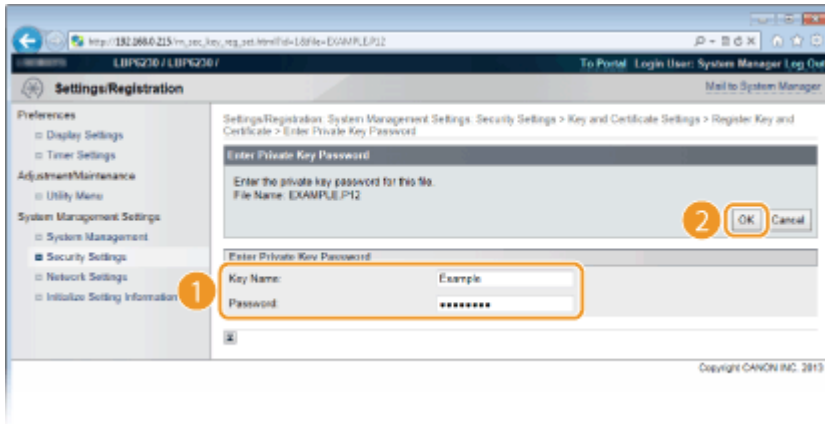 http://192.168.0.215/m_sec_key_reg_set.html?id=1&file=EXAMPLE.P12
LBP6230 / LBP6230 /
To Portal Login User: System Manager Log Out
Settings/Registration
Mail to System Manager
Preferences
Display Settings
Timer Settings
Adjustment/Maintenance
Utility Menu
System Management Settings
System Management
Security Settings
Network Settings
Initialize Setting Information
Settings/Registration: System Management Settings: Security Settings > Key and Certificate Settings > Register Key and
Certificate > Enter Private Key Password
Enter Private Key Password
Enter the private key password for this file.
File Name: EXAMPLE.P12
2
OK Cancel
Enter Private Key Password
1
Key Name: Example
Password: ••••••••
Copyright CANON INC. 2013